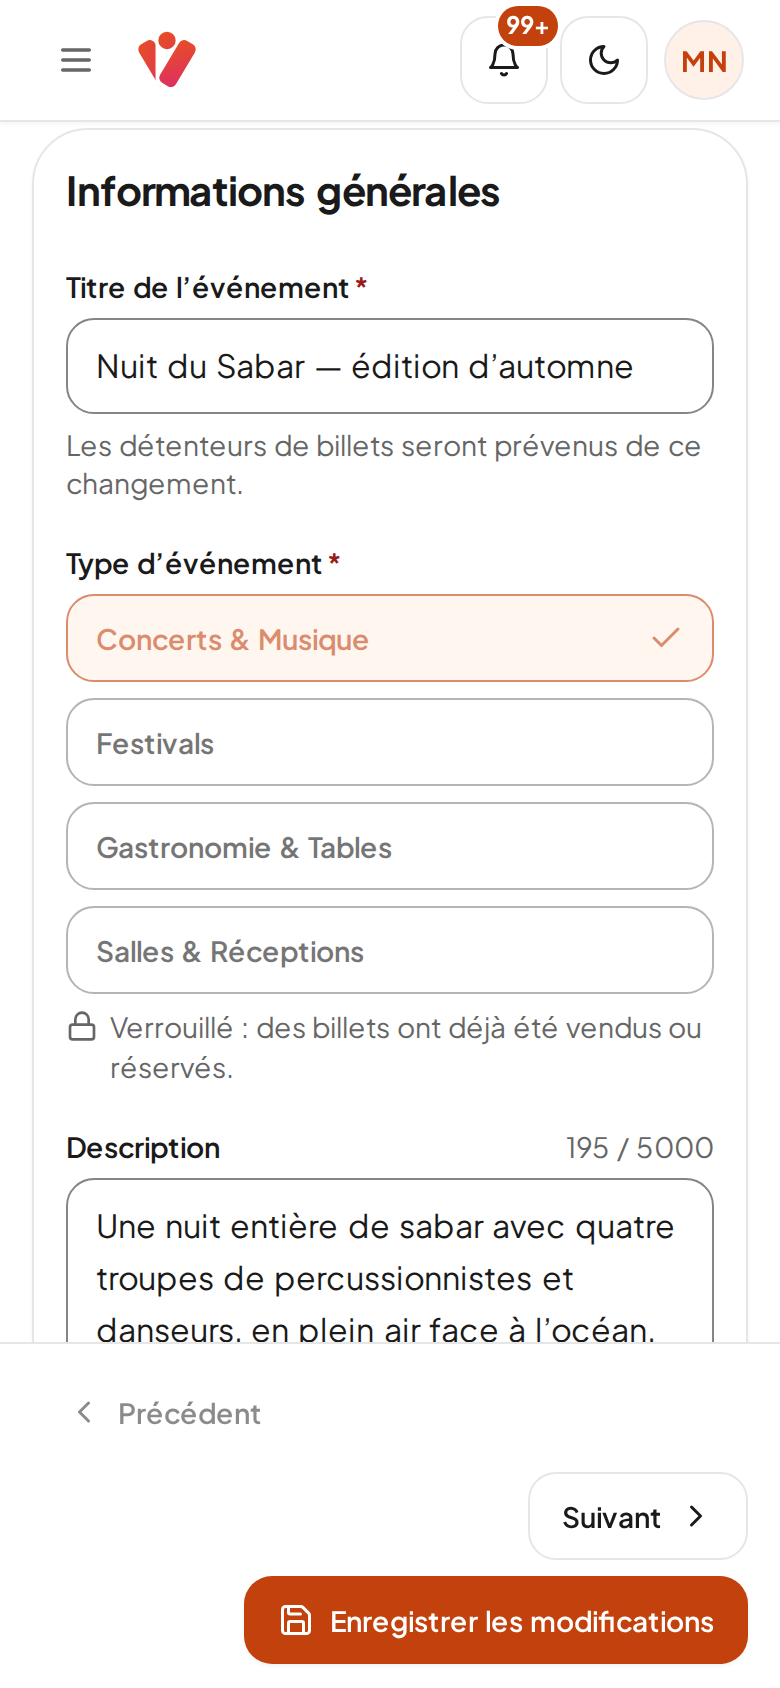 99+
MN
Informations générales
Titre de l’événement *
Nuit du Sabar — édition d’automne
Les détenteurs de billets seront prévenus de ce
changement.
Type d’événement *
Concerts & Musique
Festivals
Gastronomie & Tables
Salles & Réceptions
Verrouillé : des billets ont déjà été vendus ou
réservés.
Description 195 / 5000
Une nuit entière de sabar avec quatre
troupes de percussionnistes et
danseurs, en plein air face à l’océan.
Précédent
Suivant
Enregistrer les modifications